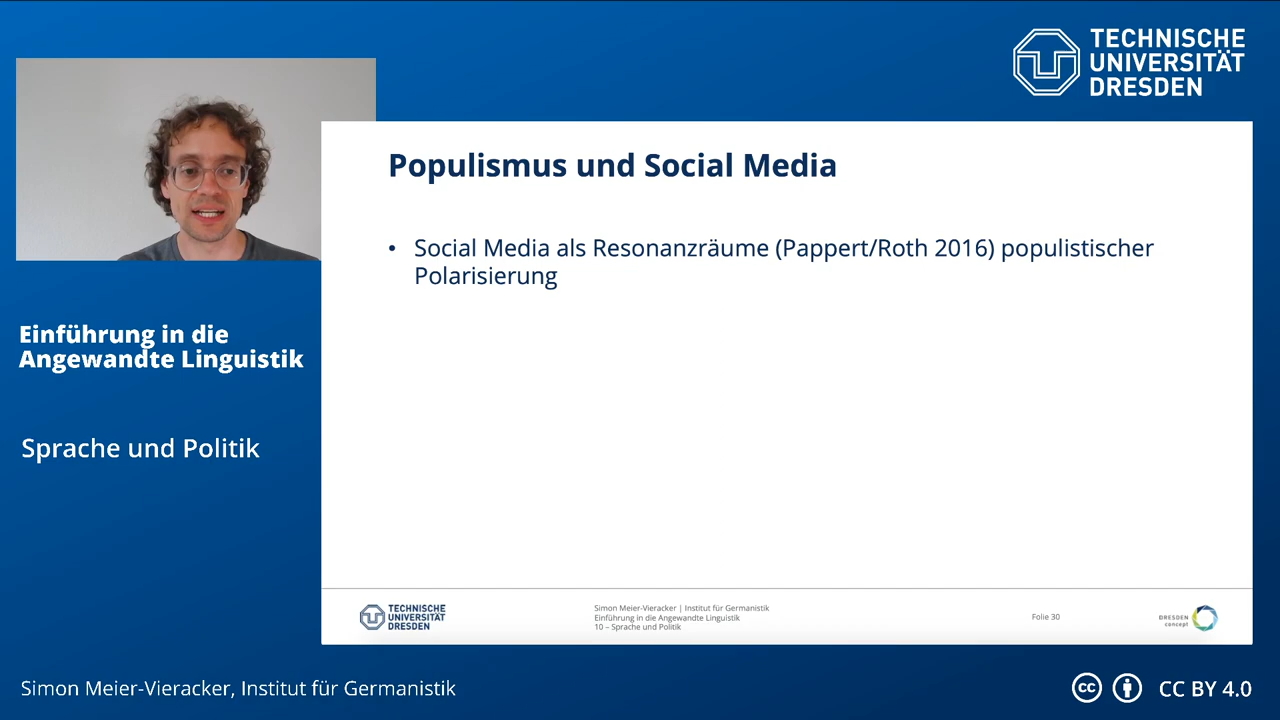 TECHNISCHE
UNIVERSITÄT
DRESDEN
Populismus und Social Media
• Social Media als Resonanzräume (Pappert/Roth 2016) populistischer
Polarisierung
Einführung in die
Angewandte Linguistik
Sprache und Politik
TECHNISCHE
UNIVERSITÄT
DRESDEN
Simon Meier-Vieracker | Institut für Germanistik
Einführung in die Angewandte Linguistik
10 – Sprache und Politik
Folie 30
DRESDEN
concept
Simon Meier-Vieracker, Institut für Germanistik
cc CC BY 4.0